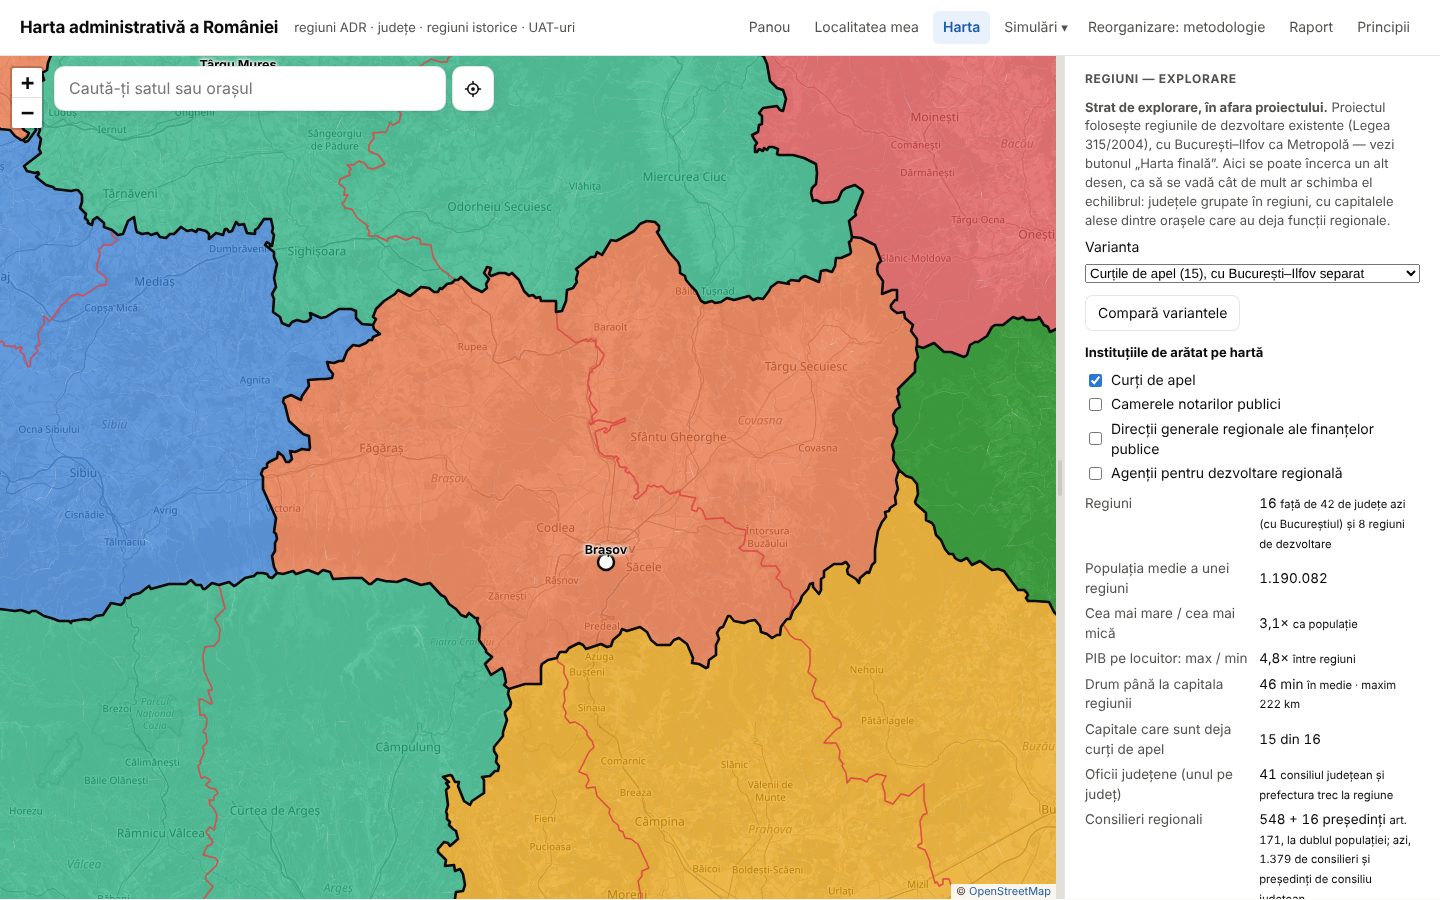 Harta administrativă a României
regiuni ADR · județe · regiuni istorice · UAT-uri
Panou
Localitatea mea
Harta
Simulări ▾
Reorganizare: metodologie
Raport
Principii
+
−
Caută-ți satul sau orașul
Târgu Mureș
Luduș
Iernut
Ungheni
Sângeorgiu
de Pădure
Târnăveni
Vlăhița
Miercurea Ciuc
Odorheiu Secuiesc
Moinești
Comănești
Bacău
Dărmănești
Târgu Ocna
Onești
Slănic-Moldova
Dumbrăveni
Sighișoara
Mediaș
Copșa Mică
Băile Tușnad
Baraolt
Rupea
Târgu Secuiesc
Agnita
Ocna Sibiului
Sibiu
Sibiu
Făgăraș
Brașov
Sfântu Gheorghe
Covasna
Covasna
Cisnădie
Avrig
Tălmaciu
Victoria
Codlea
Brașov
Săcele
Întorsura
Buzăului
Râșnov
Zărnești
Predeal
Azuga
Bușteni
Sinaia
Nehoiu
Pătârlagele
Buzău
Brezoi
Parcul
Național
Cozia
Călimănești
Băile Olănești
Horezu
Râmnicu Vâlcea
Vâlcea
Câmpulung
Curtea de Argeș
Argeș
Comarnic
Breaza
Câmpina
Slănic
Vălenii de
Munte
Prahova
Fieni
Pucioasa
Băicoi
Boldești-Scăeni
Moreni
Urlați
Mizil
© OpenStreetMap
REGIUNI — EXPLORARE
Strat de explorare, în afara proiectului. Proiectul
folosește regiunile de dezvoltare existente (Legea
315/2004), cu București–Ilfov ca Metropolă — vezi
butonul „Harta finală”. Aici se poate încerca un alt
desen, ca să se vadă cât de mult ar schimba el
echilibrul: județele grupate în regiuni, cu capitalele
alese dintre orașele care au deja funcții regionale.
Varianta
Curțile de apel (15), cu București–Ilfov separat
Compară variantele
Instituțiile de arătat pe hartă
Curți de apel
Camerele notarilor publici
Direcții generale regionale ale finanțelor
publice
Agenții pentru dezvoltare regională
Regiuni
16 față de 42 de județe azi
(cu Bucureștiul) și 8 regiuni
de dezvoltare
Populația medie a unei
regiuni
1.190.082
Cea mai mare / cea mai
mică
3,1× ca populație
PIB pe locuitor: max / min
4,8× între regiuni
Drum până la capitala
regiunii
46 min în medie · maxim
222 km
Capitale care sunt deja
curți de apel
15 din 16
Oficii județene (unul pe
județ)
41 consiliul județean și
prefectura trec la regiune
Consilieri regionali
548 + 16 președinți art.
171, la dublul populației; azi,
1.379 de consilieri și
președinți de consiliu
județean